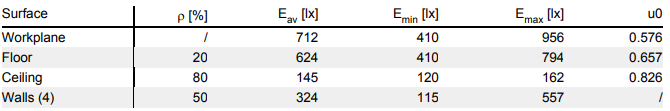 Surface ρ [%] Eav [lx] Emin [lx] Emax [lx] u0
Workplane / 712 410 956 0.576
Floor 20 624 410 794 0.657
Ceiling 80 145 120 162 0.826
Walls (4) 50 324 115 557 /